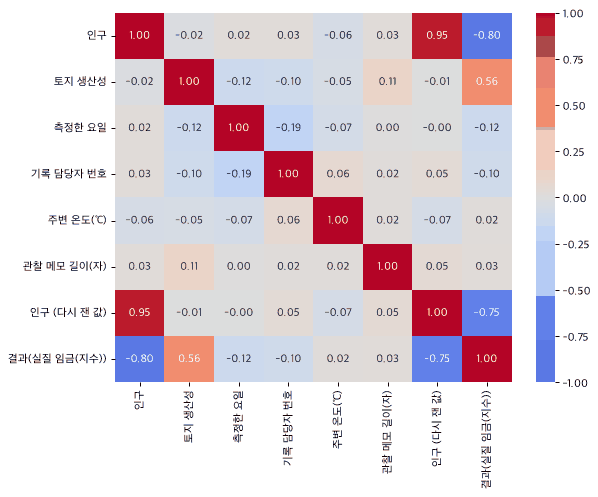 인구 1.00 −0.02 0.02 0.03 −0.06 0.03 0.95 −0.80
토지 생산성 −0.02 1.00 −0.12 −0.10 −0.05 0.11 −0.01 0.56
측정한 요일 0.02 −0.12 1.00 −0.19 −0.07 0.00 −0.00 −0.12
기록 담당자 번호 0.03 −0.10 −0.19 1.00 0.06 0.02 0.05 −0.10
주변 온도(℃) −0.06 −0.05 −0.07 0.06 1.00 0.02 −0.07 0.02
관찰 메모 길이(자) 0.03 0.11 0.00 0.02 0.02 1.00 0.05 0.03
인구 (다시 잰 값) 0.95 −0.01 −0.00 0.05 −0.07 0.05 1.00 −0.75
결과(실질 임금(지수)) −0.80 0.56 −0.12 −0.10 0.02 0.03 −0.75 1.00
인구
토지 생산성
측정한 요일
기록 담당자 번호
주변 온도(℃)
관찰 메모 길이(자)
인구 (다시 잰 값)
결과(실질 임금(지수))
1.00
0.75
0.50
0.25
0.00
−0.25
−0.50
−0.75
−1.00